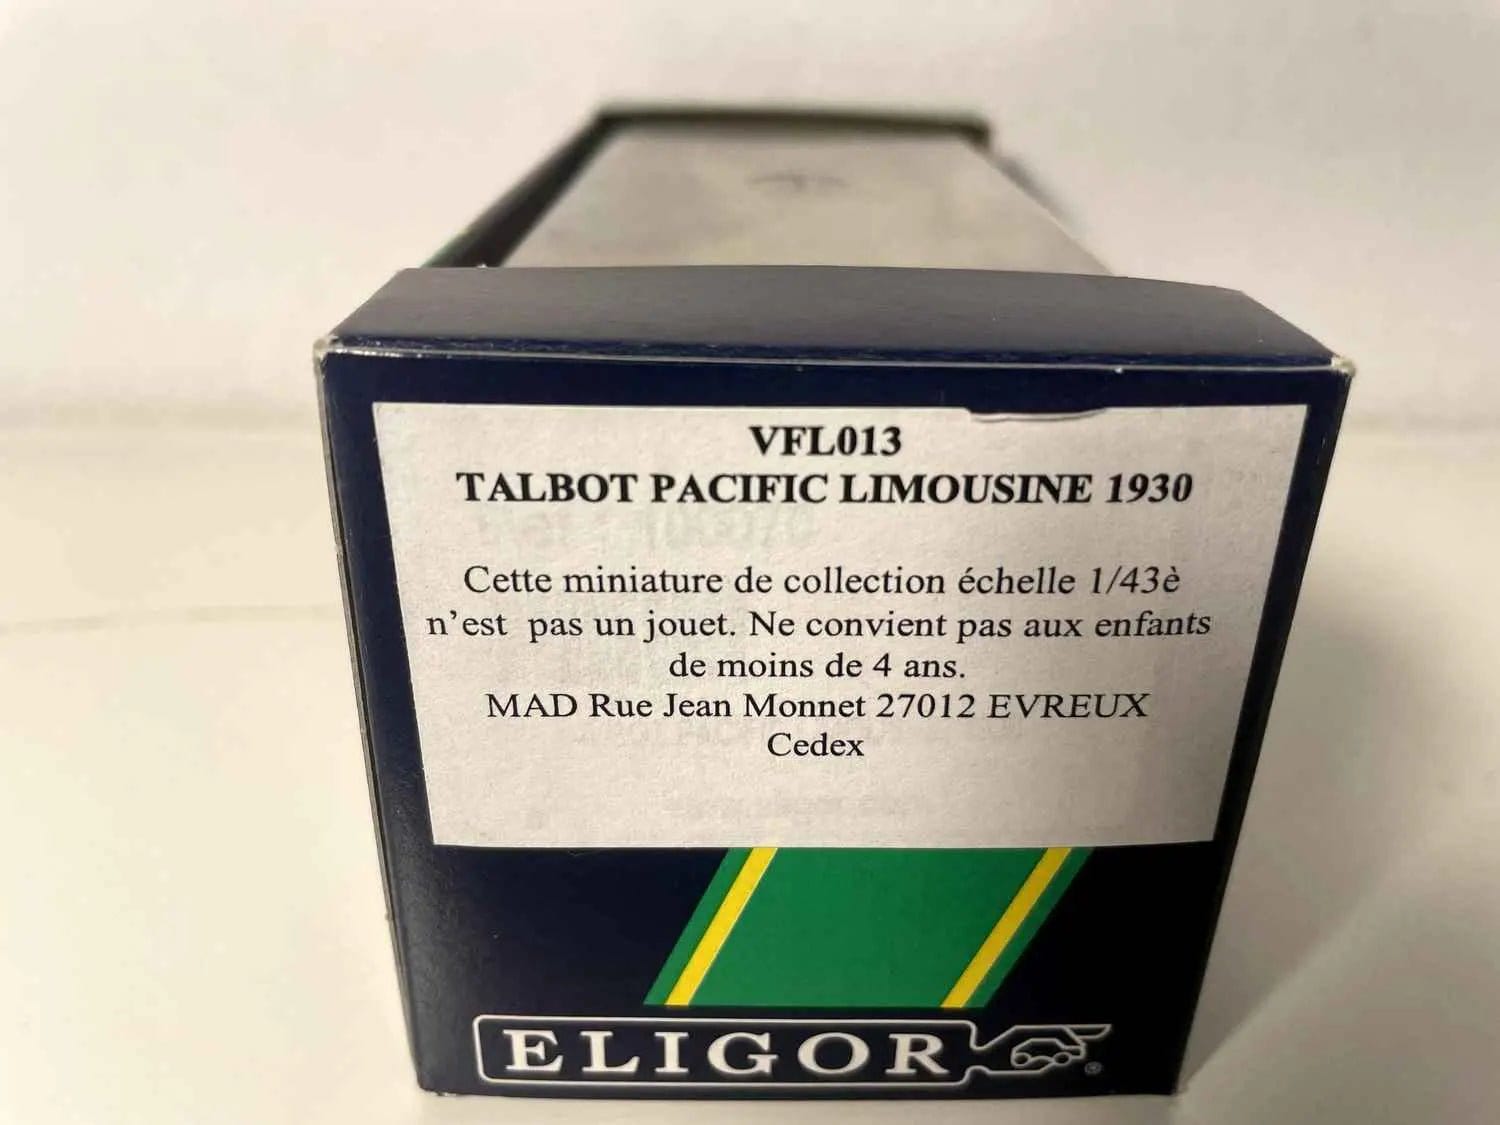 VFL013
TALBOT PACIFIC LIMOUSINE 1930
Cette miniature de collection échelle 1/43è
n'est pas un jouet. Ne convient pas aux enfants
de moins de 4 ans.
MAD Rue Jean Monnet 27012 EVREUX
Cedex
ELIGOR ®